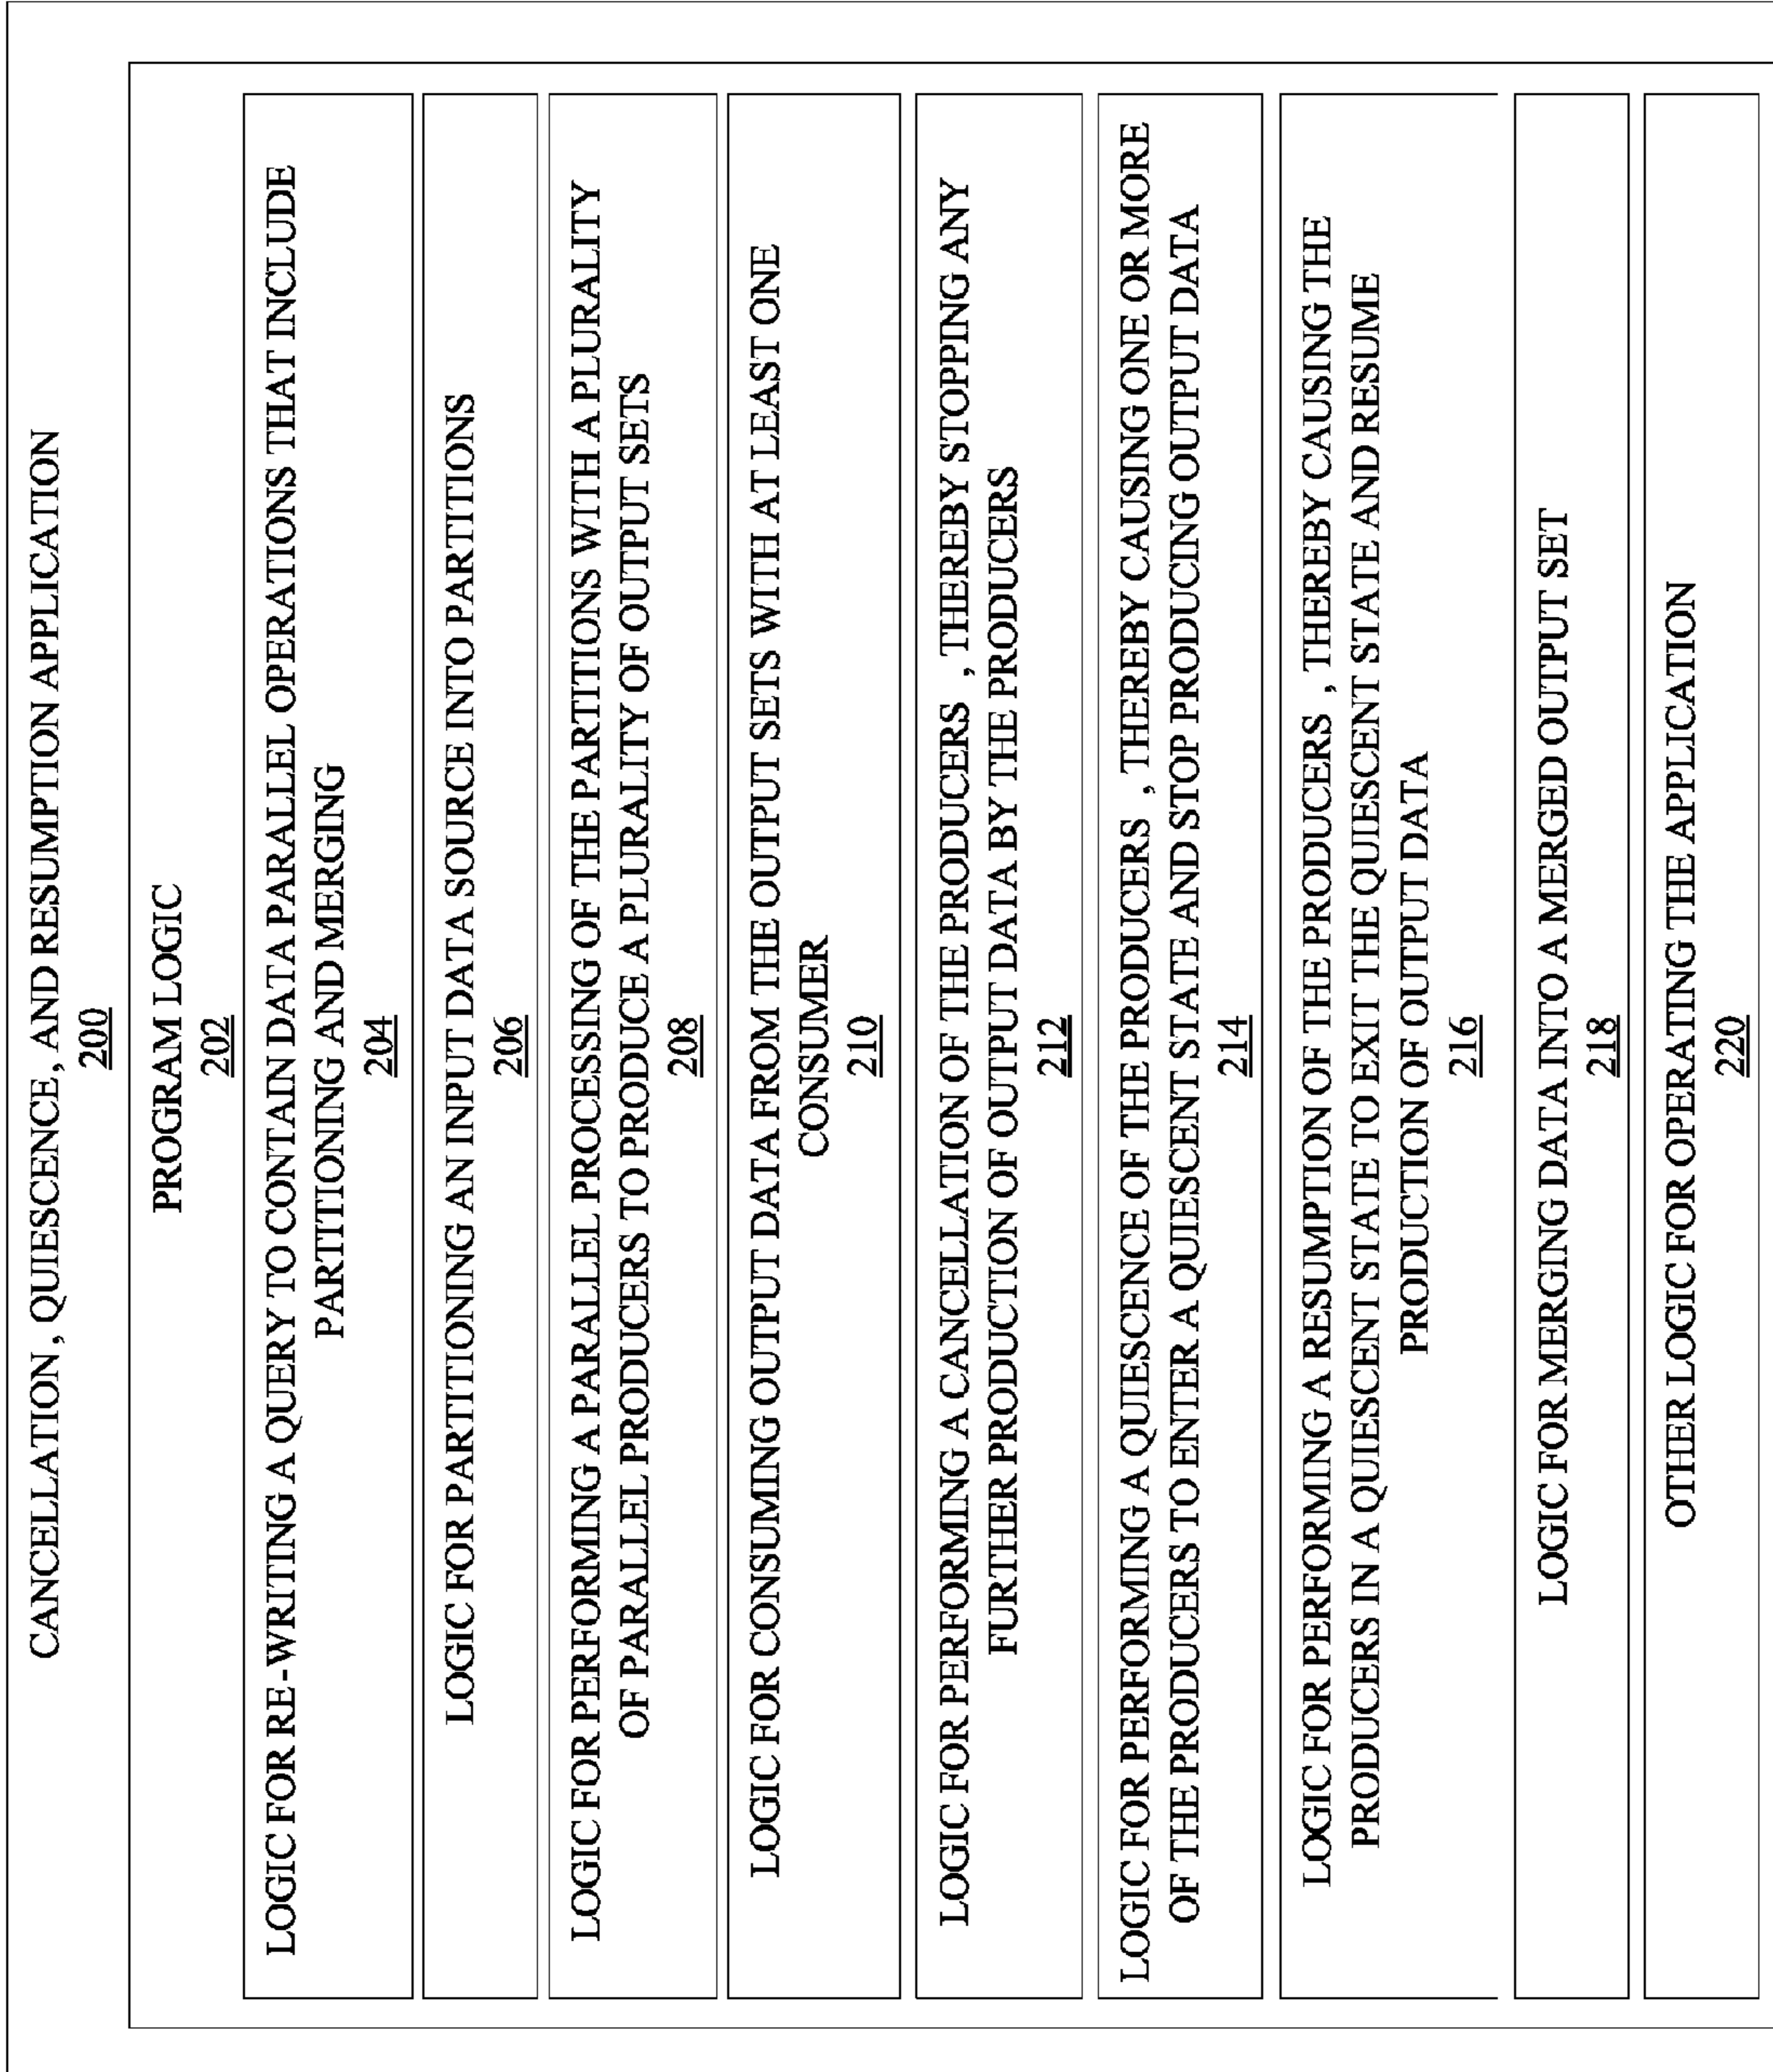 CANCELLATION, QUIESCENCE, AND RESUMPTION APPLICATION
200
PROGRAM LOGIC
202
LOGIC FOR RE-WRITING A QUERY TO CONTAIN DATA PARALLEL OPERATIONS THAT INCLUDE
PARTITIONING AND MERGING
204
LOGIC FOR PARTITIONING AN INPUT DATA SOURCE INTO PARTITIONS
206
LOGIC FOR PERFORMING A PARALLEL PROCESSING OF THE PARTITIONS WITH A PLURALITY
OF PARALLEL PRODUCERS TO PRODUCE A PLURALITY OF OUTPUT SETS
208
LOGIC FOR CONSUMING OUTPUT DATA FROM THE OUTPUT SETS WITH AT LEAST ONE
CONSUMER
210
LOGIC FOR PERFORMING A CANCELLATION OF THE PRODUCERS , THEREBY STOPPING ANY
FURTHER PRODUCTION OF OUTPUT DATA BY THE PRODUCERS
212
LOGIC FOR PERFORMING A QUIESCENCE OF THE PRODUCERS , THEREBY CAUSING ONE OR MORE
OF THE PRODUCERS TO ENTER A QUIESCENT STATE AND STOP PRODUCING OUTPUT DATA
214
LOGIC FOR PERFORMING A RESUMPTION OF THE PRODUCERS , THEREBY CAUSING THE
PRODUCERS IN A QUIESCENT STATE TO EXIT THE QUIESCENT STATE AND RESUME
PRODUCTION OF OUTPUT DATA
216
LOGIC FOR MERGING DATA INTO A MERGED OUTPUT SET
218
OTHER LOGIC FOR OPERATING THE APPLICATION
220